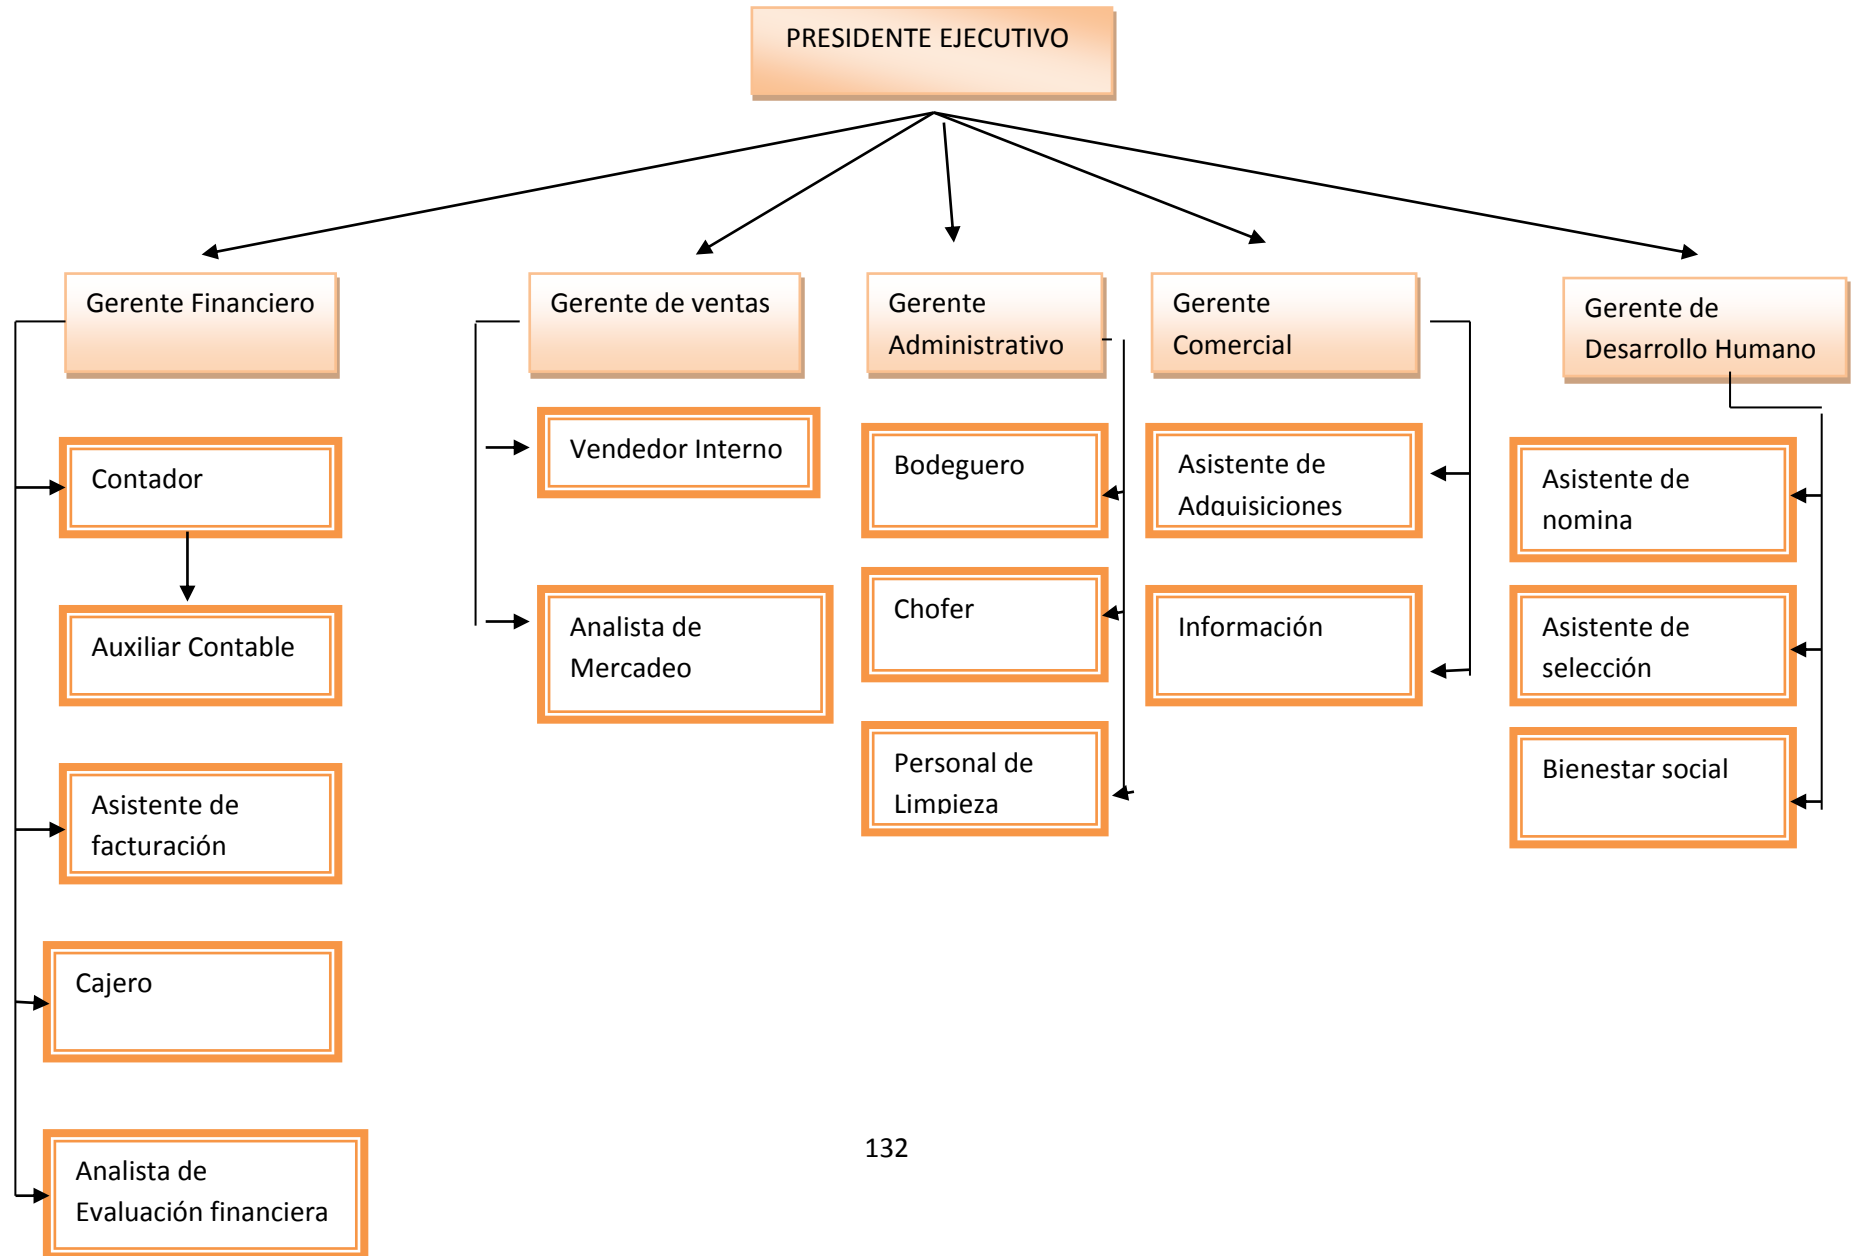 PRESIDENTE EJECUTIVO
Gerente Financiero
Gerente de ventas
Gerente
Administrativo
Gerente
Comercial
Gerente de
Desarrollo Humano
Contador
Auxiliar Contable
Asistente de
facturación
Cajero
Analista de
Evaluación financiera
Vendedor Interno
Analista de
Mercadeo
Bodeguero
Chofer
Personal de
Limpieza
Asistente de
Adquisiciones
Información
Asistente de
nomina
Asistente de
selección
Bienestar social
132